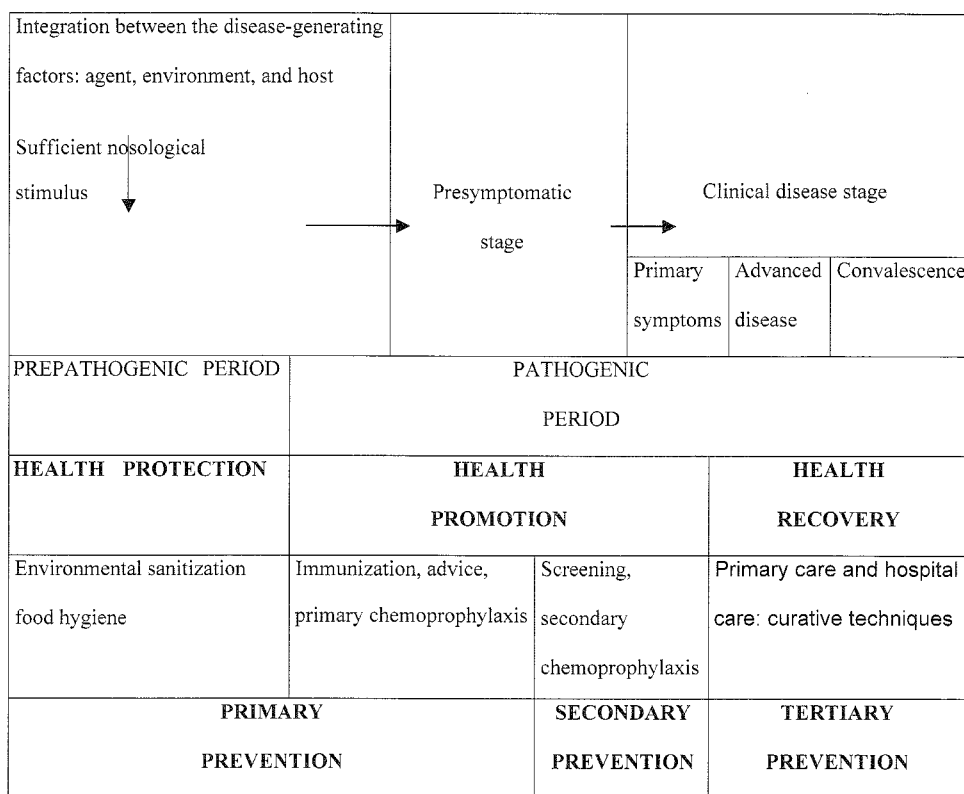 Integration between the disease-generating
factors: agent, environment, and host
Sufficient nosological
stimulus
Presymptomatic
stage
Clinical disease stage
Primary
symptoms
Advanced
disease
Convalescence
PREPATHOGENIC PERIOD
PATHOGENIC
PERIOD
HEALTH PROTECTION
HEALTH
PROMOTION
HEALTH
RECOVERY
Environmental sanitization
food hygiene
Immunization, advice,
primary chemoprophylaxis
Screening,
secondary
chemoprophylaxis
Primary care and hospital
care: curative techniques
PRIMARY
PREVENTION
SECONDARY
PREVENTION
TERTIARY
PREVENTION